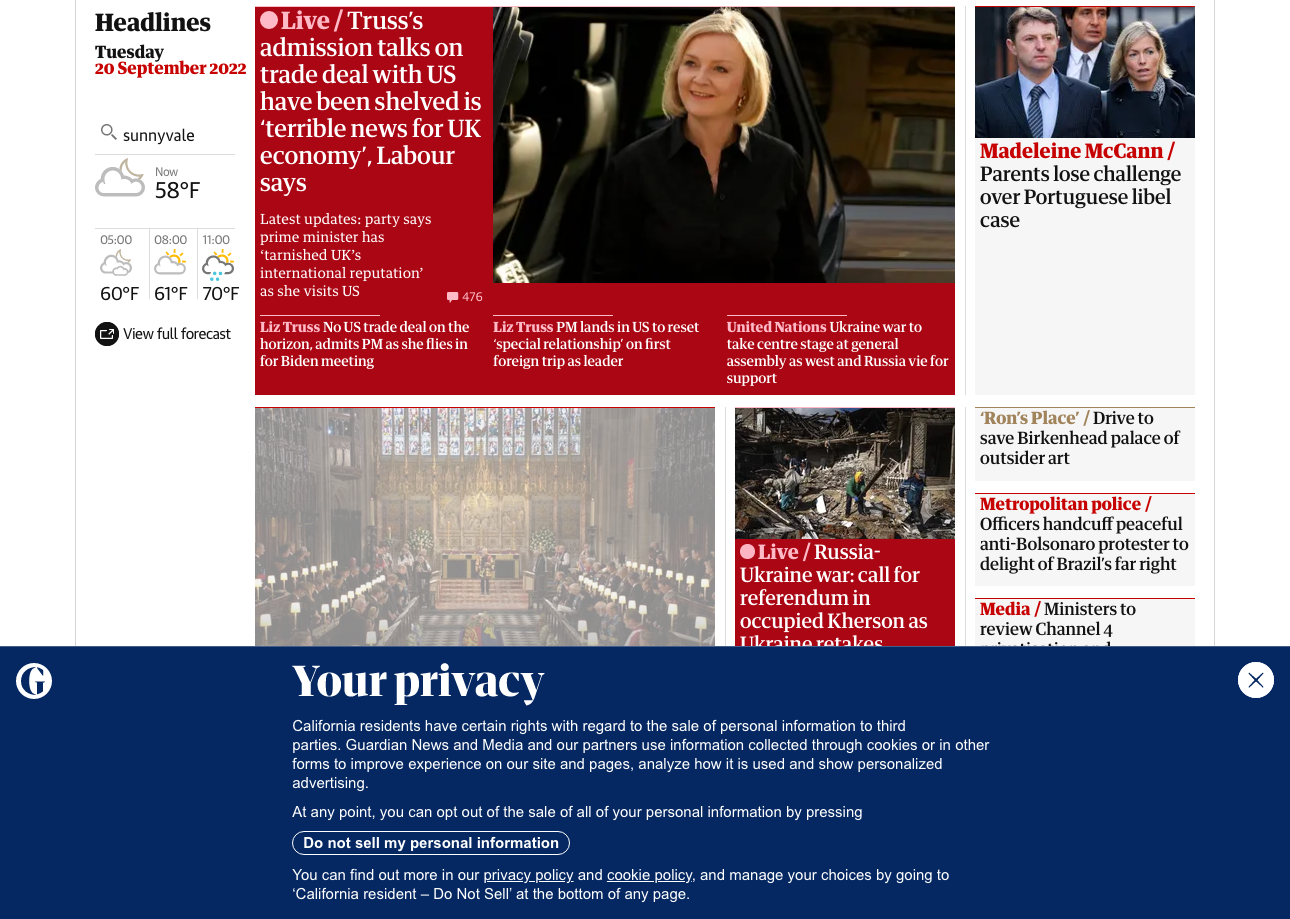 Headlines
Tuesday
20 September 2022
sunnyvale
Now
58°F
05:00
08:00
11:00
60°F
61°F
70°F
View full forecast
Live / Truss's
admission talks on
trade deal with US
have been shelved is
‘terrible news for UK
economy’, Labour
says
Latest updates: party says
prime minister has
‘tarnished UK’s
international reputation’
as she visits US
476
Liz Truss No US trade deal on the
horizon, admits PM as she flies in
for Biden meeting
Liz Truss PM lands in US to reset
‘special relationship’ on first
foreign trip as leader
United Nations Ukraine war to
take centre stage at general
assembly as west and Russia vie for
support
Madeleine McCann /
Parents lose challenge
over Portuguese libel
case
Live / Russia-
Ukraine war: call for
referendum in
occupied Kherson as
Ukraine retakes
‘Ron’s Place’ / Drive to
save Birkenhead palace of
outsider art
Metropolitan police /
Officers handcuff peaceful
anti-Bolsonaro protester to
delight of Brazil’s far right
Media / Ministers to
review Channel 4
Your privacy
California residents have certain rights with regard to the sale of personal information to third
parties. Guardian News and Media and our partners use information collected through cookies or in other
forms to improve experience on our site and pages, analyze how it is used and show personalized
advertising.
At any point, you can opt out of the sale of all of your personal information by pressing
Do not sell my personal information
You can find out more in our privacy policy and cookie policy, and manage your choices by going to
‘California resident – Do Not Sell’ at the bottom of any page.